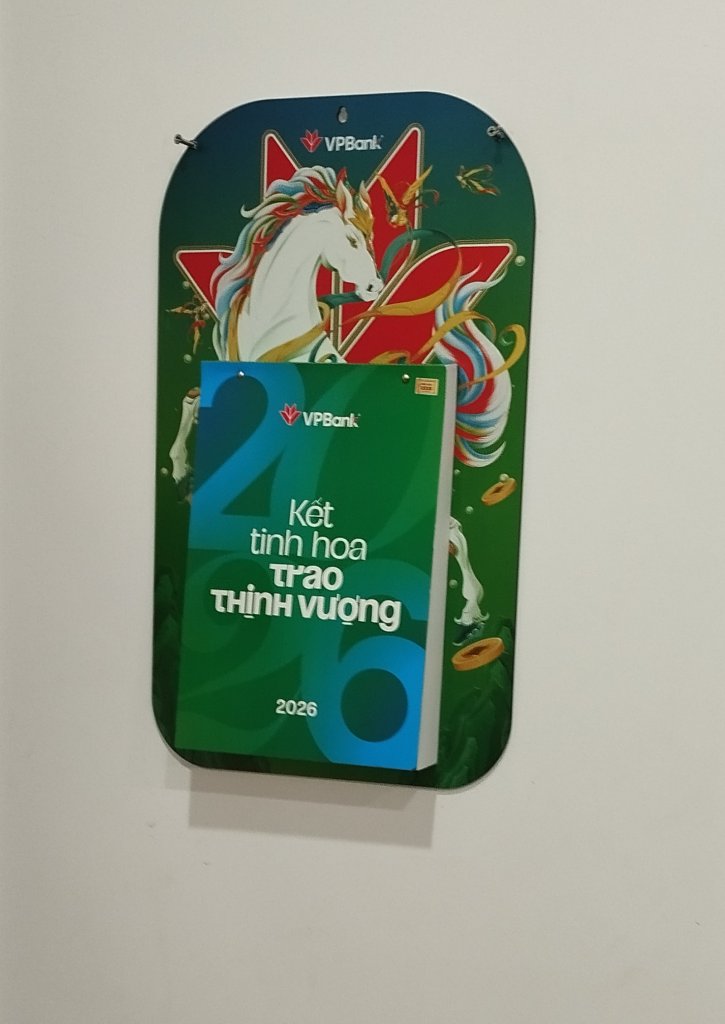 VPBank
VPBank
Kết
tinh hoa
Trao
THỊNH VƯỢNG
2026